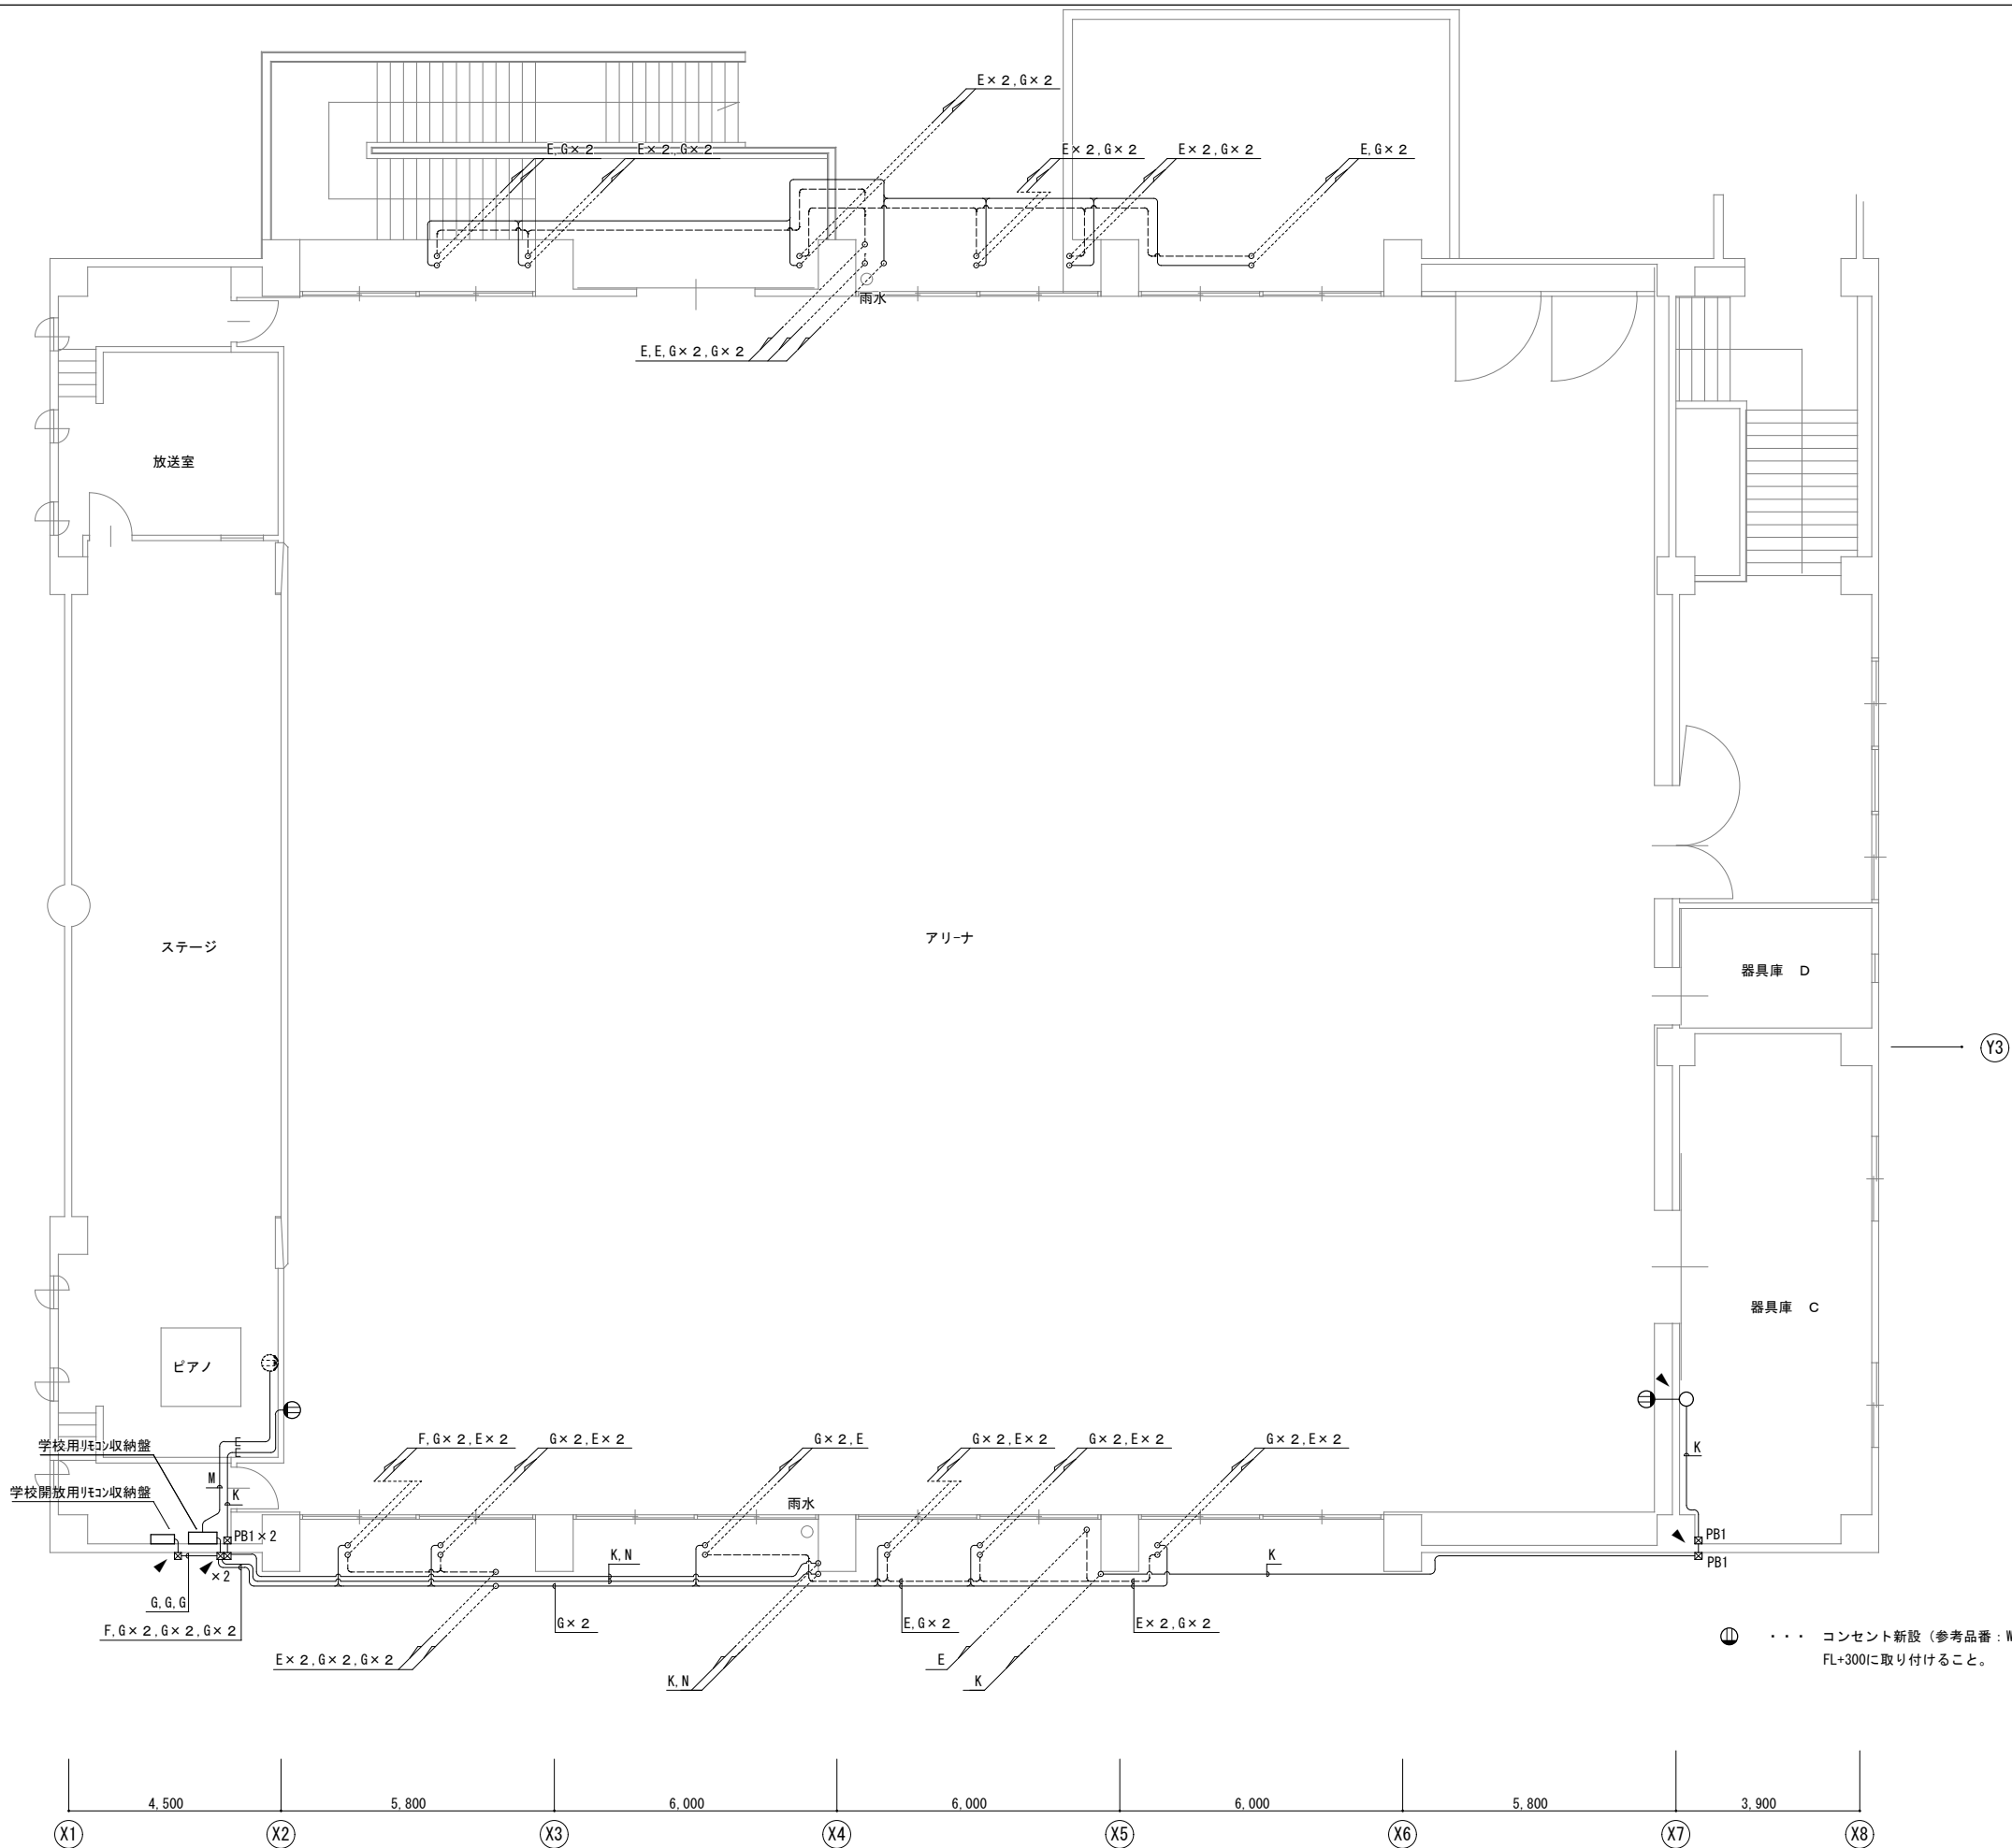 E×2,G×2
E,G×2
E×2,G×2
E×2,G×2
E×2,G×2
E,G×2
雨水
E,E,G×2,G×2
放送室
ステージ
アリーナ
器具庫 D
Y3
器具庫 C
ピアノ
学校用ﾘﾓｺﾝ収納盤
E
E
F,G×2,E×2
G×2,E×2
G×2,E
G×2,E×2
G×2,E×2
G×2,E×2
K
M
K
学校開放用ﾘﾓｺﾝ収納盤
雨水
PB1×2
PB1
K,N
K
PB1
×2
G,G,G
G×2
E,G×2
E×2,G×2
F,G×2,G×2,G×2
E×2,G×2,G×2
E
K,N
K
・・・ コンセント新設（参考品番：W
FL+300に取り付けること。
4,500
5,800
6,000
6,000
6,000
5,800
3,900
X1
X2
X3
X4
X5
X6
X7
X8